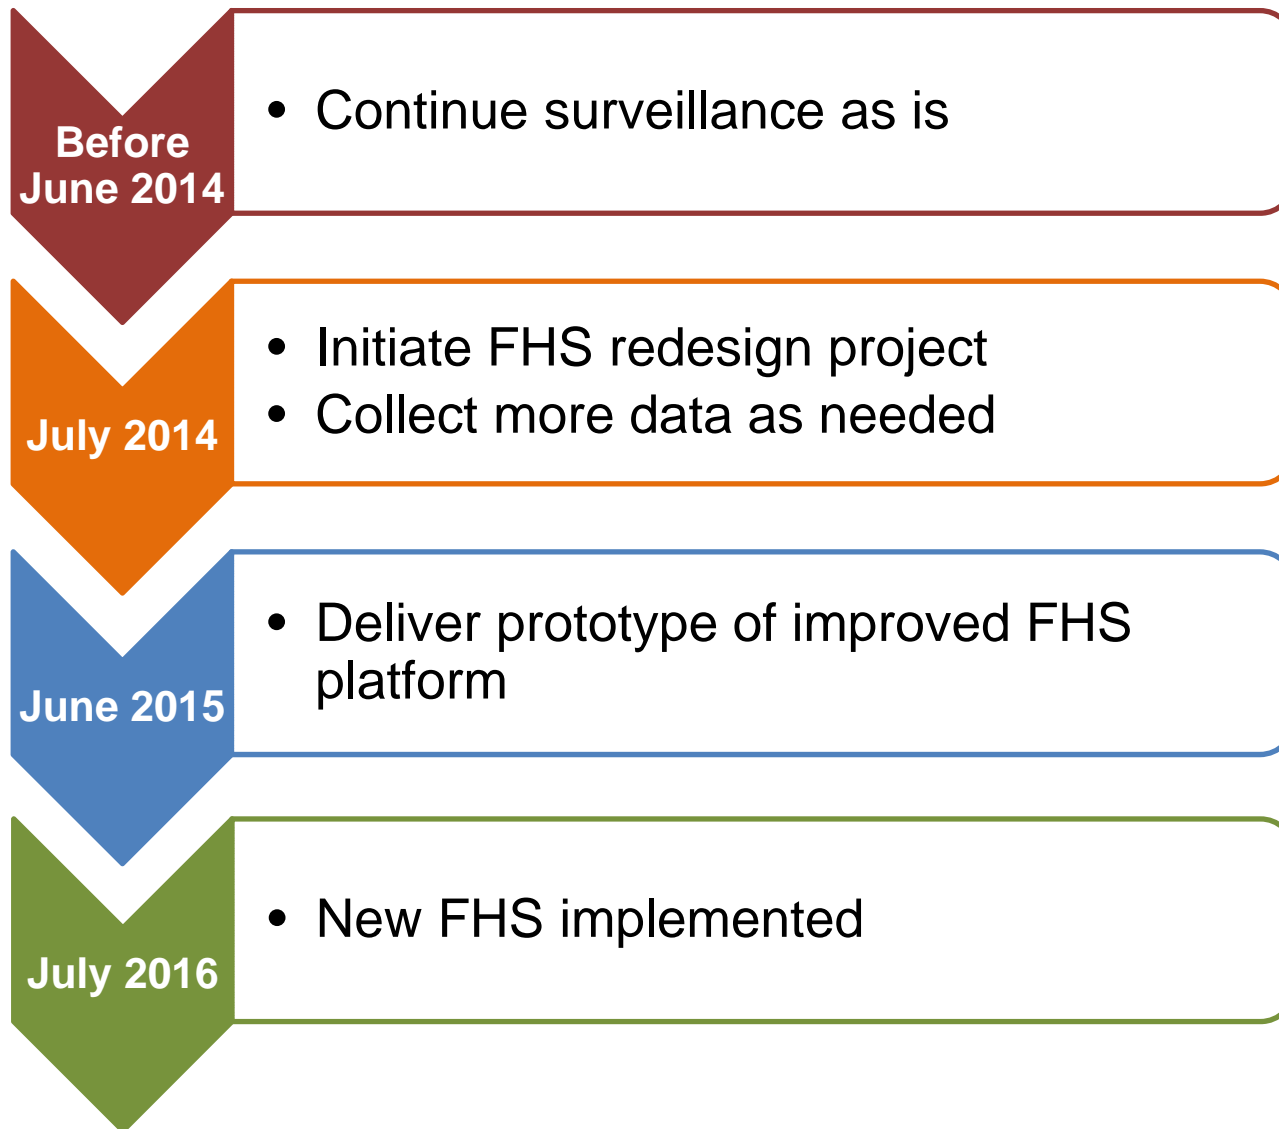 Before
June 2014
• Continue surveillance as is
July 2014
• Initiate FHS redesign project
• Collect more data as needed
June 2015
• Deliver prototype of improved FHS
platform
July 2016
• New FHS implemented